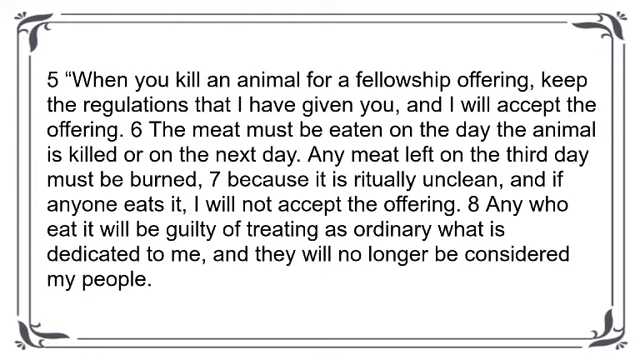 5 “When you kill an animal for a fellowship offering, keep
the regulations that I have given you, and I will accept the
offering. 6 The meat must be eaten on the day the animal
is killed or on the next day. Any meat left on the third day
must be burned, 7 because it is ritually unclean, and if
anyone eats it, I will not accept the offering. 8 Any who
eat it will be guilty of treating as ordinary what is
dedicated to me, and they will no longer be considered
my people.